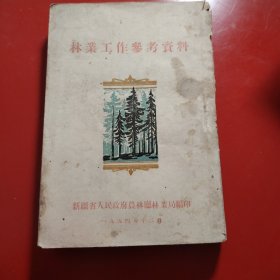 林業工作參考資料
新疆省人民政府農林廳林業局編印
一九五四年十二月